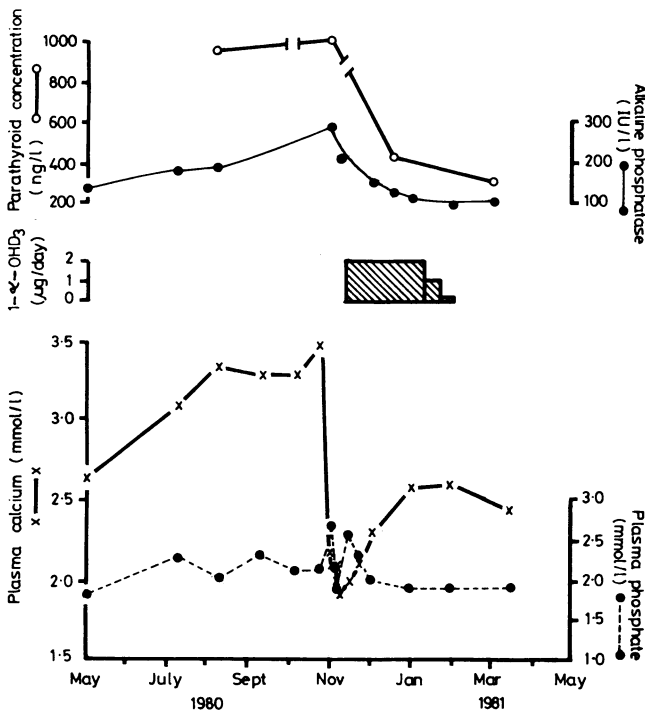 Parathyroid concentration
( ng/l )
1000
800
600
400
200
Alkaline phosphatase
( IU/l )
300
200
100
1-∝-OHD3
(µg/day)
2
1
0
Plasma calcium ( mmol/l )
3·5
3·0
2·5
2·0
1·5
Plasma phosphate
(mmol/l)
3·0
2·5
2·0
1·5
1·0
May July Sept Nov Jan Mar May
1980 1981